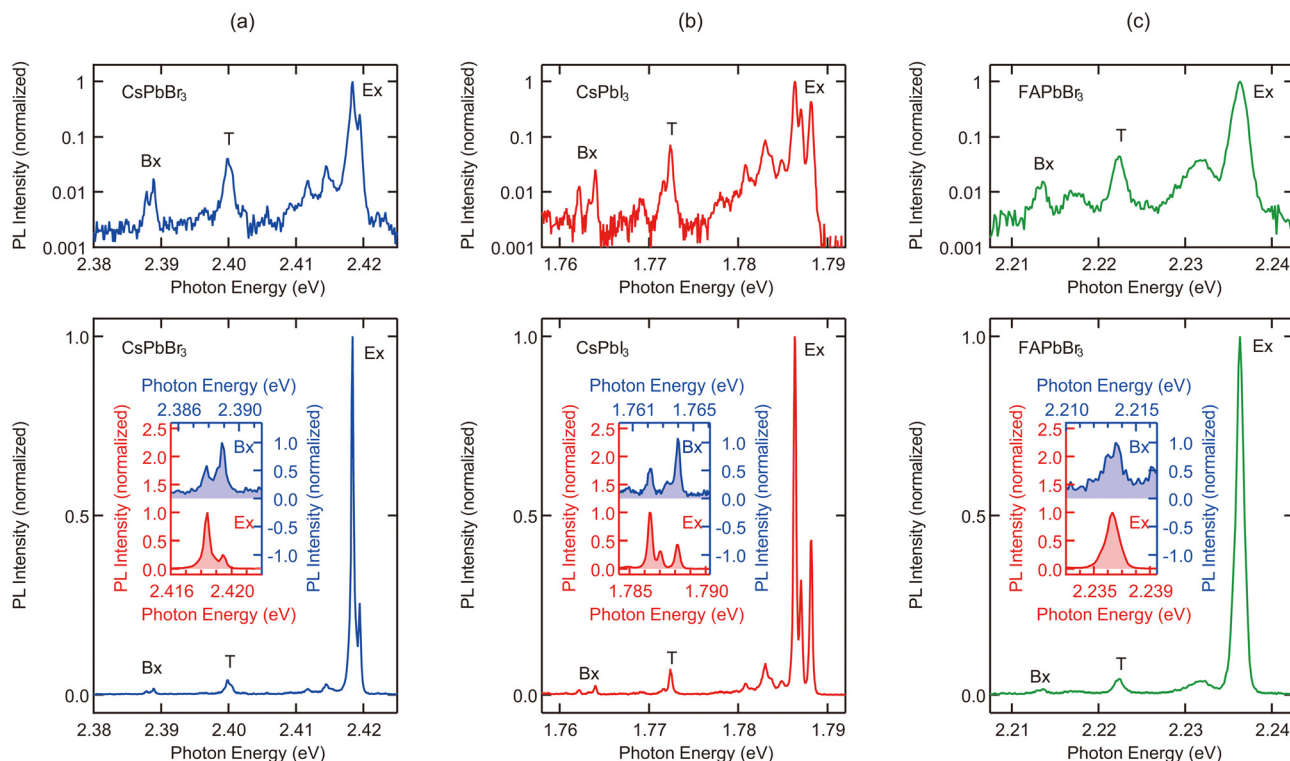 (a)
(b)
(c)
PL Intensity (normalized)
1
0.1
0.01
0.001
CsPbBr3
Ex
Bx
T
2.38
2.39
2.40
2.41
2.42
Photon Energy (eV)
PL Intensity (normalized)
1
0.1
0.01
0.001
CsPbI3
Ex
Bx
T
1.76
1.77
1.78
1.79
Photon Energy (eV)
PL Intensity (normalized)
1
0.1
0.01
0.001
FAPbBr3
Ex
Bx
T
2.21
2.22
2.23
2.24
Photon Energy (eV)
PL Intensity (normalized)
1.0
0.5
0.0
CsPbBr3
Ex
Photon Energy (eV)
2.386
2.390
PL Intensity (normalized)
2.5
2.0
1.5
1.0
0.5
0.0
Bx
Ex
1.0
0.5
0.0
-0.5
-1.0
PL Intensity (normalized)
2.416
2.420
Photon Energy (eV)
Bx
T
2.38
2.39
2.40
2.41
2.42
Photon Energy (eV)
PL Intensity (normalized)
1.0
0.5
0.0
CsPbI3
Ex
Photon Energy (eV)
1.761
1.765
PL Intensity (normalized)
2.5
2.0
1.5
1.0
0.5
0.0
Bx
Ex
1.0
0.5
0.0
-0.5
-1.0
PL Intensity (normalized)
1.785
1.790
Photon Energy (eV)
Bx
T
1.76
1.77
1.78
1.79
Photon Energy (eV)
PL Intensity (normalized)
1.0
0.5
0.0
FAPbBr3
Ex
Photon Energy (eV)
2.210
2.215
PL Intensity (normalized)
2.5
2.0
1.5
1.0
0.5
0.0
Bx
Ex
1.0
0.5
0.0
-0.5
-1.0
PL Intensity (normalized)
2.235
2.239
Photon Energy (eV)
Bx
T
2.21
2.22
2.23
2.24
Photon Energy (eV)